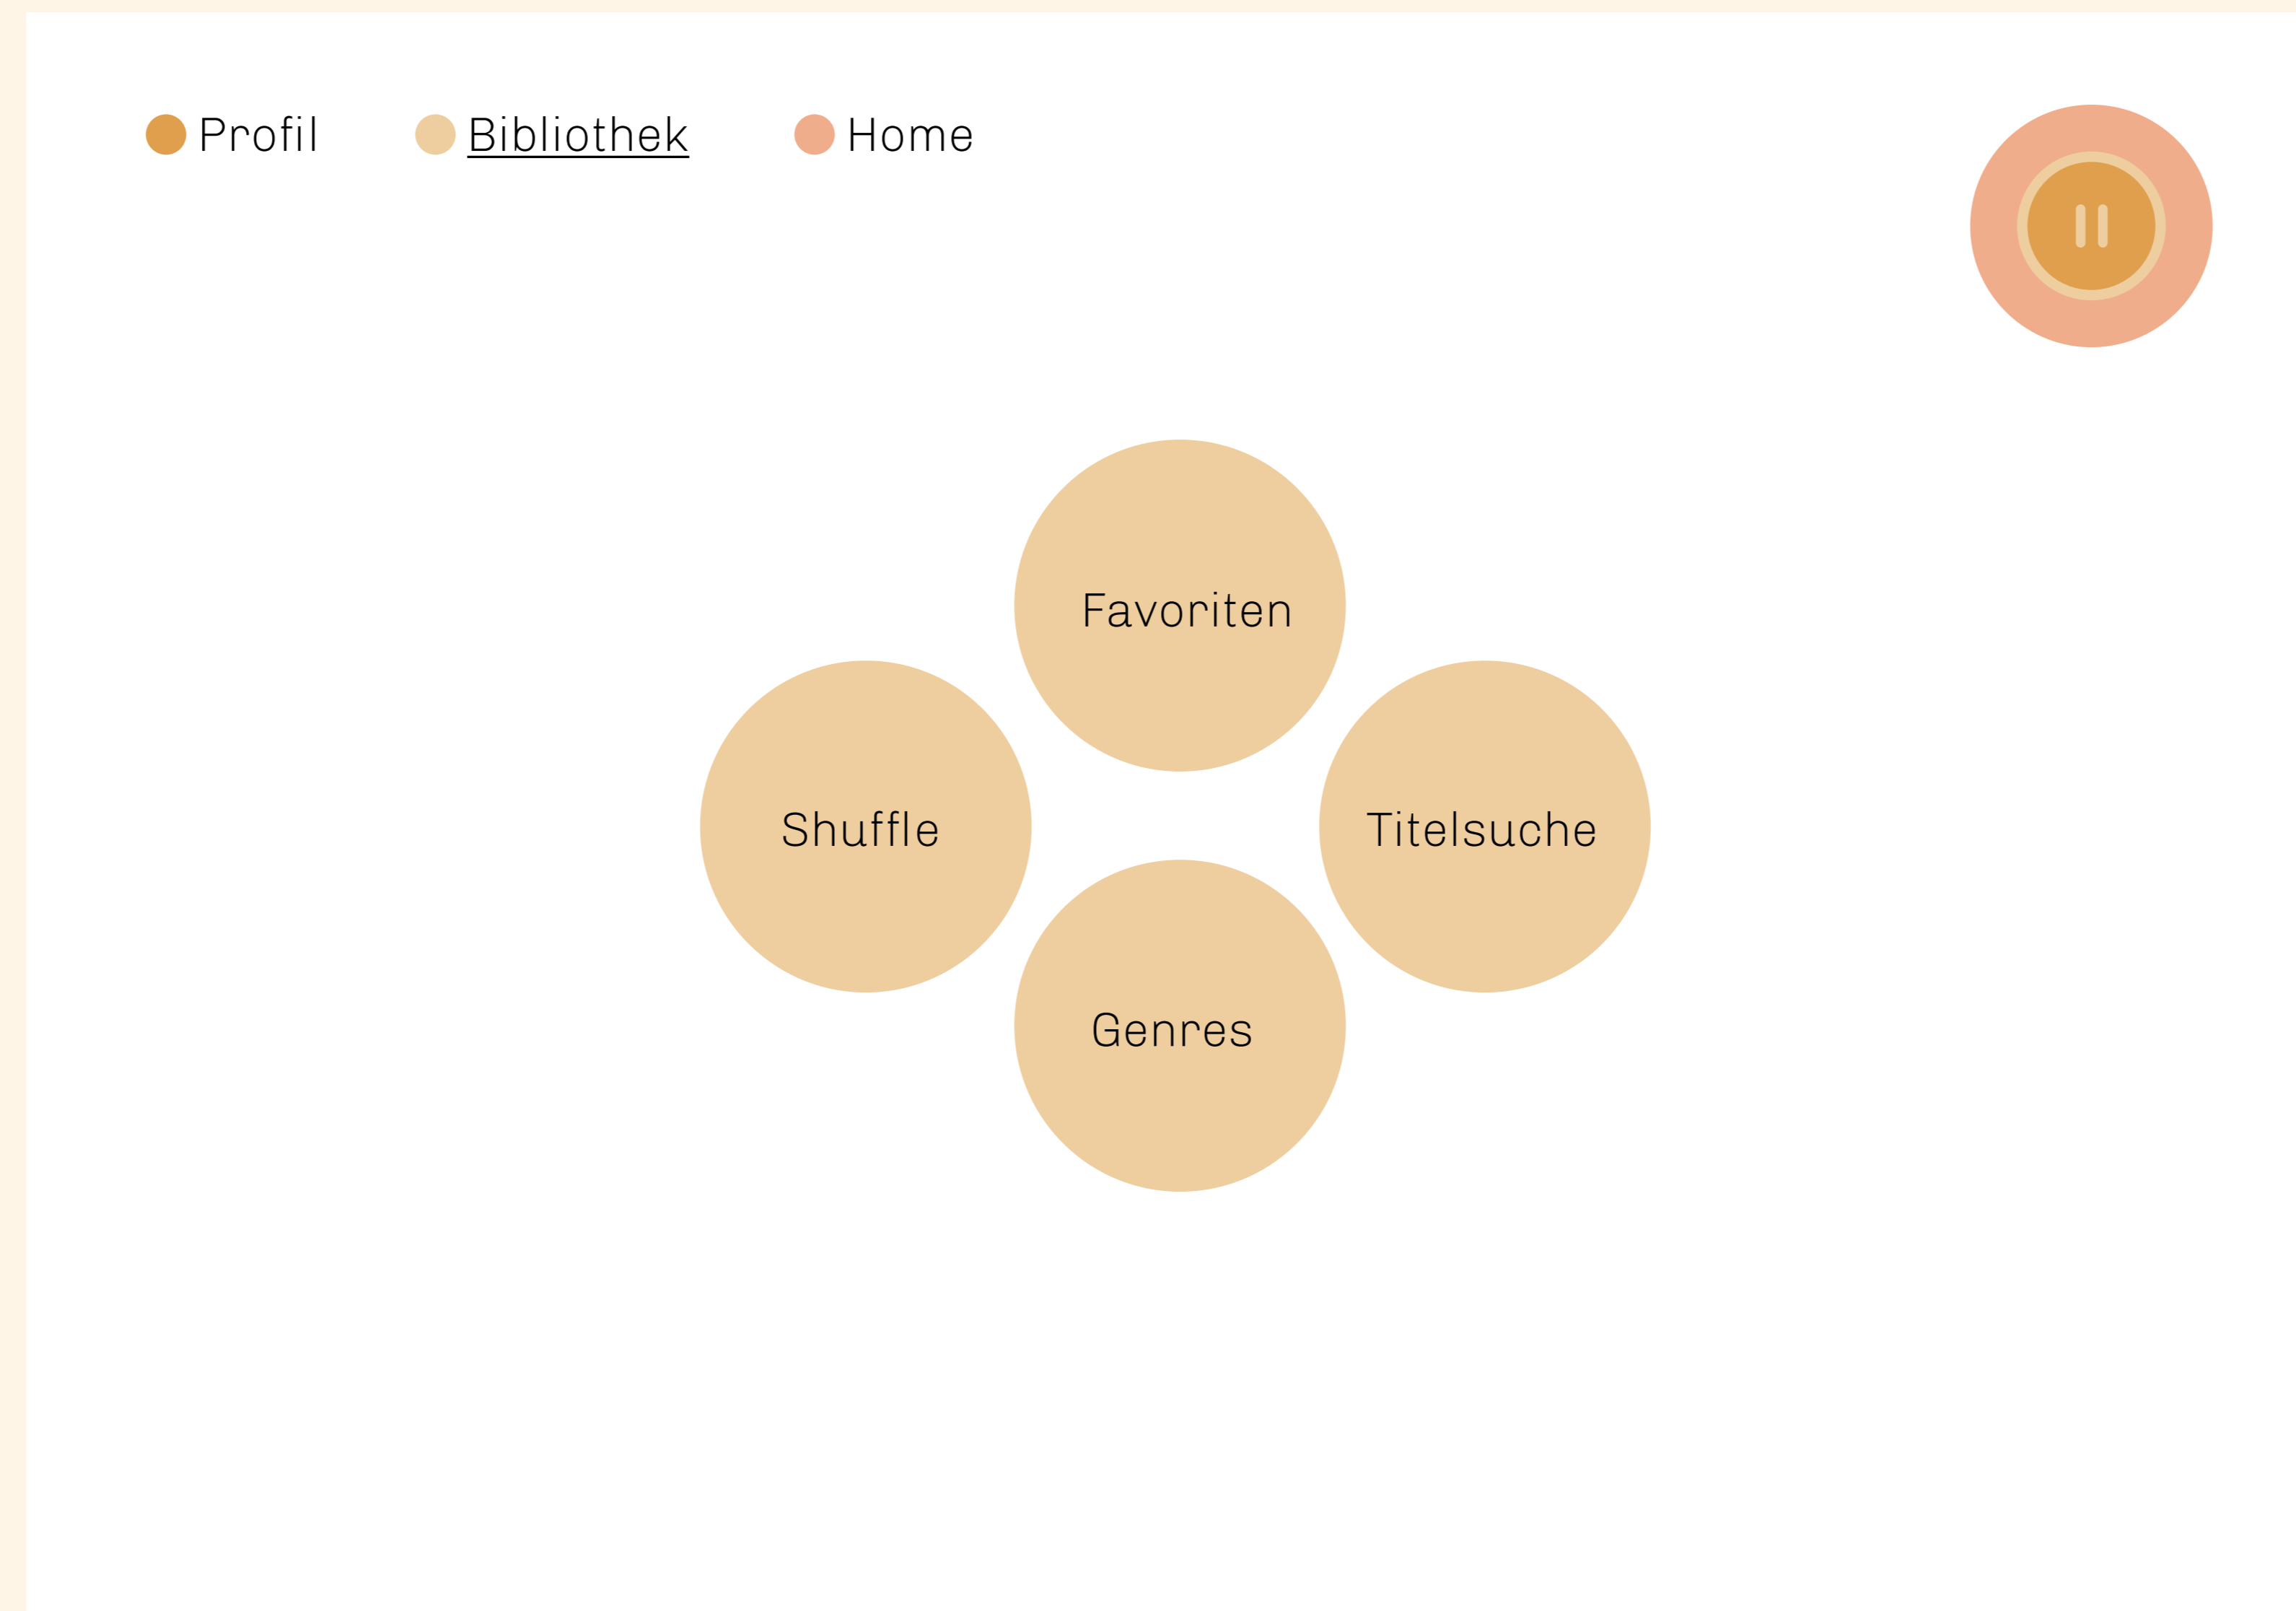 Profil
Bibliothek
Home
Favoriten
Shuffle
Titelsuche
Genres